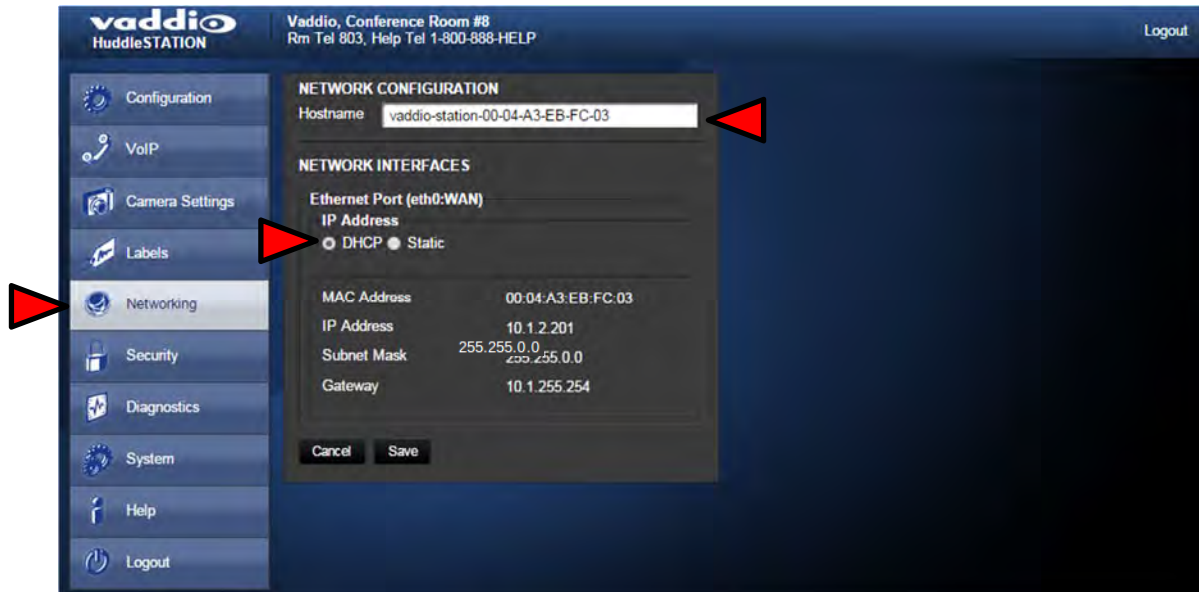 vaddio
HuddleSTATION
Vaddio, Conference Room #8
Rm Tel 803, Help Tel 1-800-888-HELP
Logout
Configuration
VoIP
Camera Settings
Labels
Networking
Security
Diagnostics
System
Help
Logout
NETWORK CONFIGURATION
Hostname vaddio-station-00-04-A3-EB-FC-03
NETWORK INTERFACES
Ethernet Port (eth0:WAN)
IP Address
DHCP Static
MAC Address 00:04:A3:EB:FC:03
IP Address 10.1.2.201
255.255.0.0
Subnet Mask 255.255.0.0
Gateway 10.1.255.254
Cancel Save